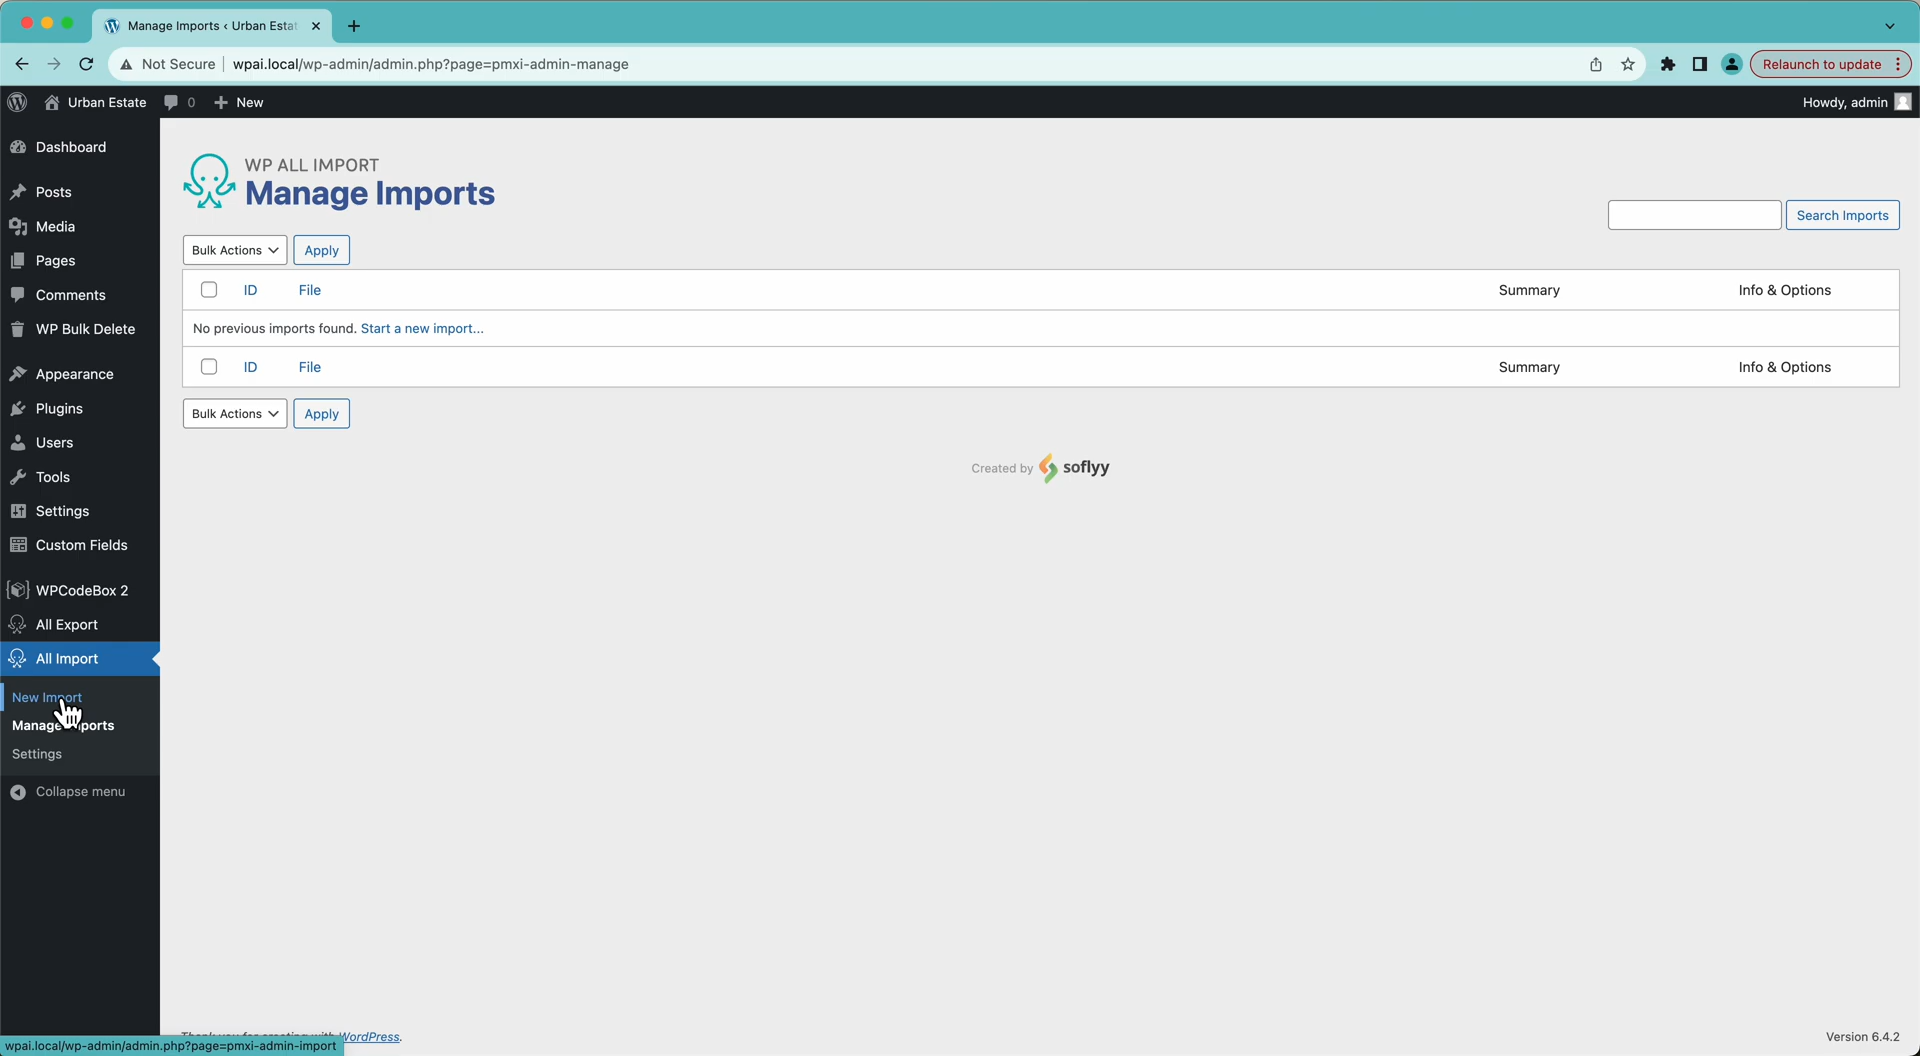 Manage Imports ‹ Urban Estat
Not Secure wpai.local/wp-admin/admin.php?page=pmxi-admin-manage
Relaunch to update
Urban Estate 0 New
Howdy, admin
Dashboard
Posts
Media
Pages
Comments
WP Bulk Delete
Appearance
Plugins
Users
Tools
Settings
Custom Fields
WPCodeBox 2
All Export
All Import
New Import
Settings
Collapse menu
WP ALL IMPORT
Manage Imports
Search Imports
Bulk Actions Apply
ID File Summary Info & Options
No previous imports found. Start a new import...
ID File Summary Info & Options
Bulk Actions Apply
Created by soflyy
WordPress.
Version 6.4.2
wpai.local/wp-admin/admin.php?page=pmxi-admin-import